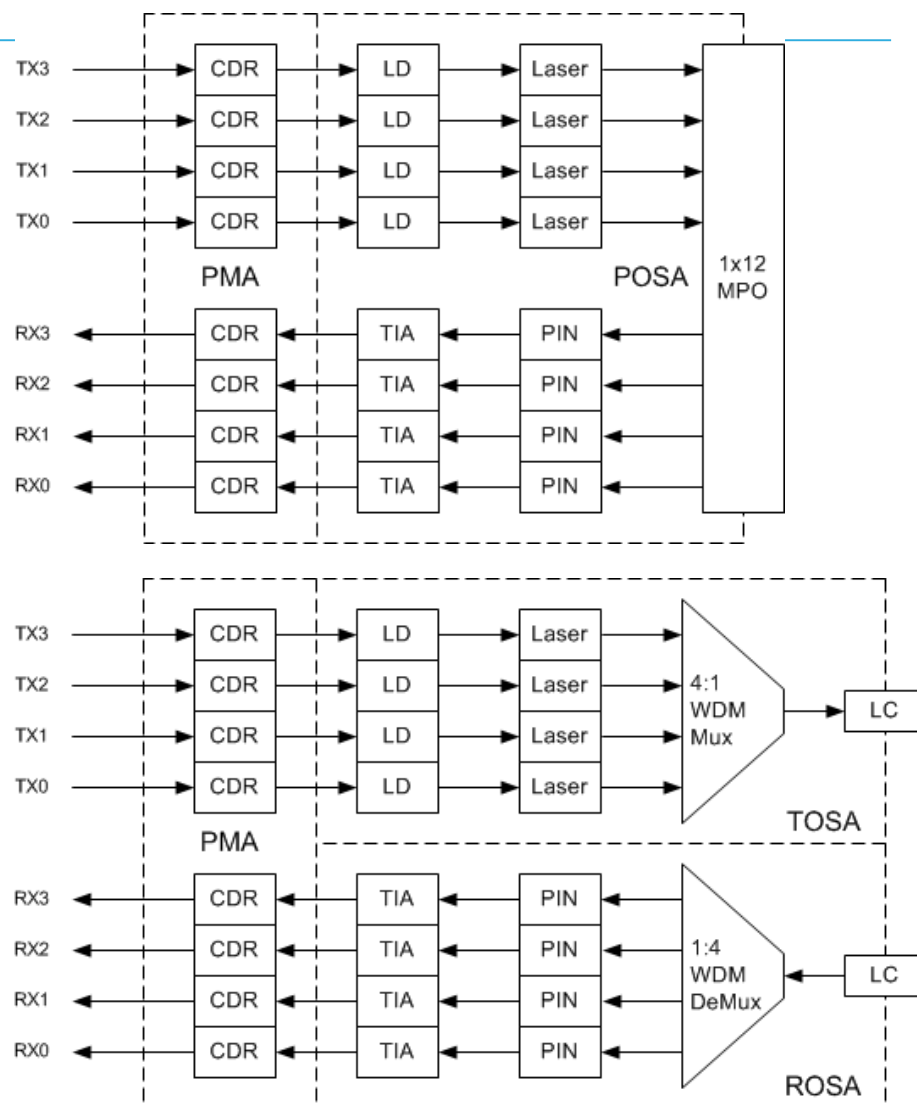 TX3 CDR LD Laser
TX2 CDR LD Laser
TX1 CDR LD Laser
TX0 CDR LD Laser
PMA POSA
1x12
MPO
RX3 CDR TIA PIN
RX2 CDR TIA PIN
RX1 CDR TIA PIN
RX0 CDR TIA PIN
TX3 CDR LD Laser
TX2 CDR LD Laser
TX1 CDR LD Laser
TX0 CDR LD Laser
4:1
WDM
Mux
LC
PMA TOSA
RX3 CDR TIA PIN
RX2 CDR TIA PIN
RX1 CDR TIA PIN
RX0 CDR TIA PIN
1:4
WDM
DeMux
LC
ROSA